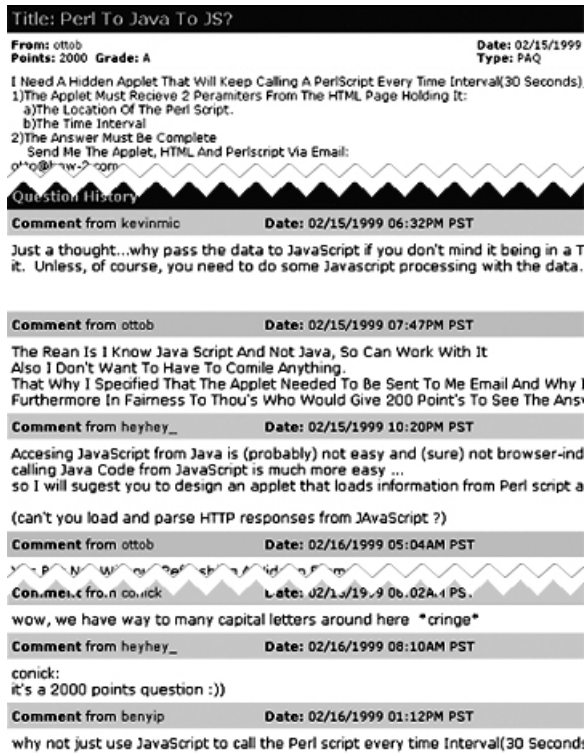 Title: Perl To Java To JS?
From: ottob
Date: 02/15/1999
Points: 2000 Grade: A
Type: PAQ
I Need A Hidden Applet That Will Keep Calling A PerlScript Every Time Interval(30 Seconds)
1)The Applet Must Recieve 2 Peramiters From The HTML Page Holding It:
a)The Location Of The Perl Script.
b)The Time Interval
2)The Answer Must Be Complete
Send Me The Applet, HTML And Perlscript Via Email:
Question History
Comment from kevinmic Date: 02/15/1999 06:32PM PST
Just a thought...why pass the data to JavaScript if you don't mind it being in a T
it. Unless, of course, you need to do some Javascript processing with the data.
Comment from ottob Date: 02/15/1999 07:47PM PST
The Rean Is I Know Java Script And Not Java, So Can Work With It
Also I Don't Want To Have To Comile Anything.
That Why I Specified That The Applet Needed To Be Sent To Me Email And Why I
Furthermore In Fairness To Thou's Who Would Give 200 Point's To See The Answ
Comment from heyhey_ Date: 02/15/1999 10:20PM PST
Accesing JavaScript from Java is (probably) not easy and (sure) not browser-ind
calling Java Code from JavaScript is much more easy ...
so I will sugest you to design an applet that loads information from Perl script a
(can't you load and parse HTTP responses from JAvaScript ?)
Comment from ottob Date: 02/16/1999 05:04AM PST
Comment from conick
wow, we have way to many capital letters around here *cringe*
Comment from heyhey_ Date: 02/16/1999 08:10AM PST
conick:
it's a 2000 points question :))
Comment from benyip Date: 02/16/1999 01:12PM PST
why not just use JavaScript to call the Perl script every time Interval(30 Seconds